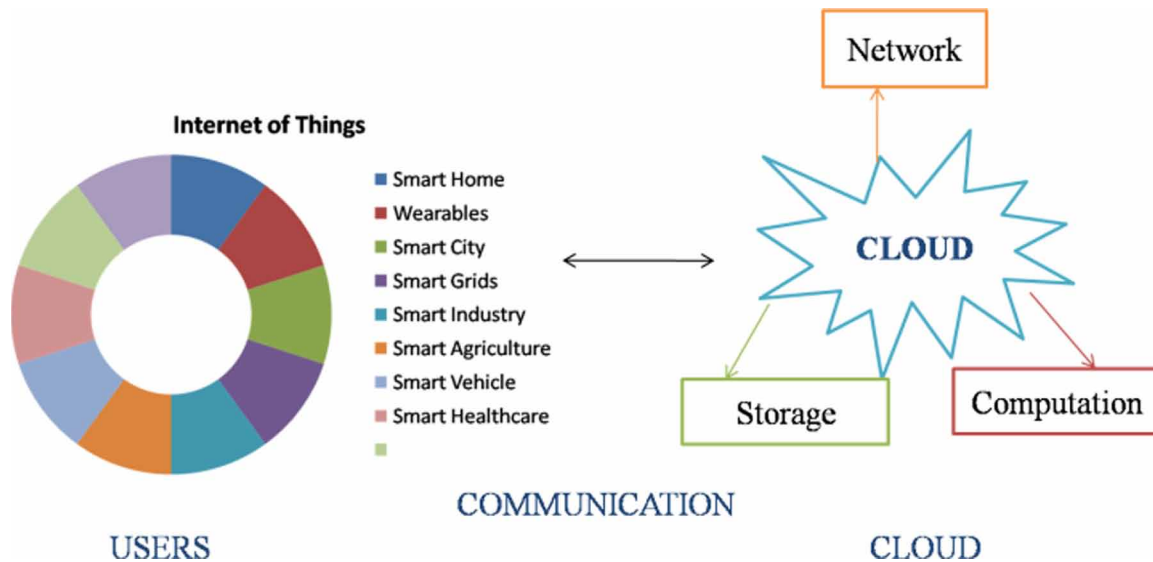 Network
Internet of Things
Smart Home
Wearables
Smart City
Smart Grids
Smart Industry
Smart Agriculture
Smart Vehicle
Smart Healthcare
CLOUD
Storage
Computation
COMMUNICATION
USERS
CLOUD